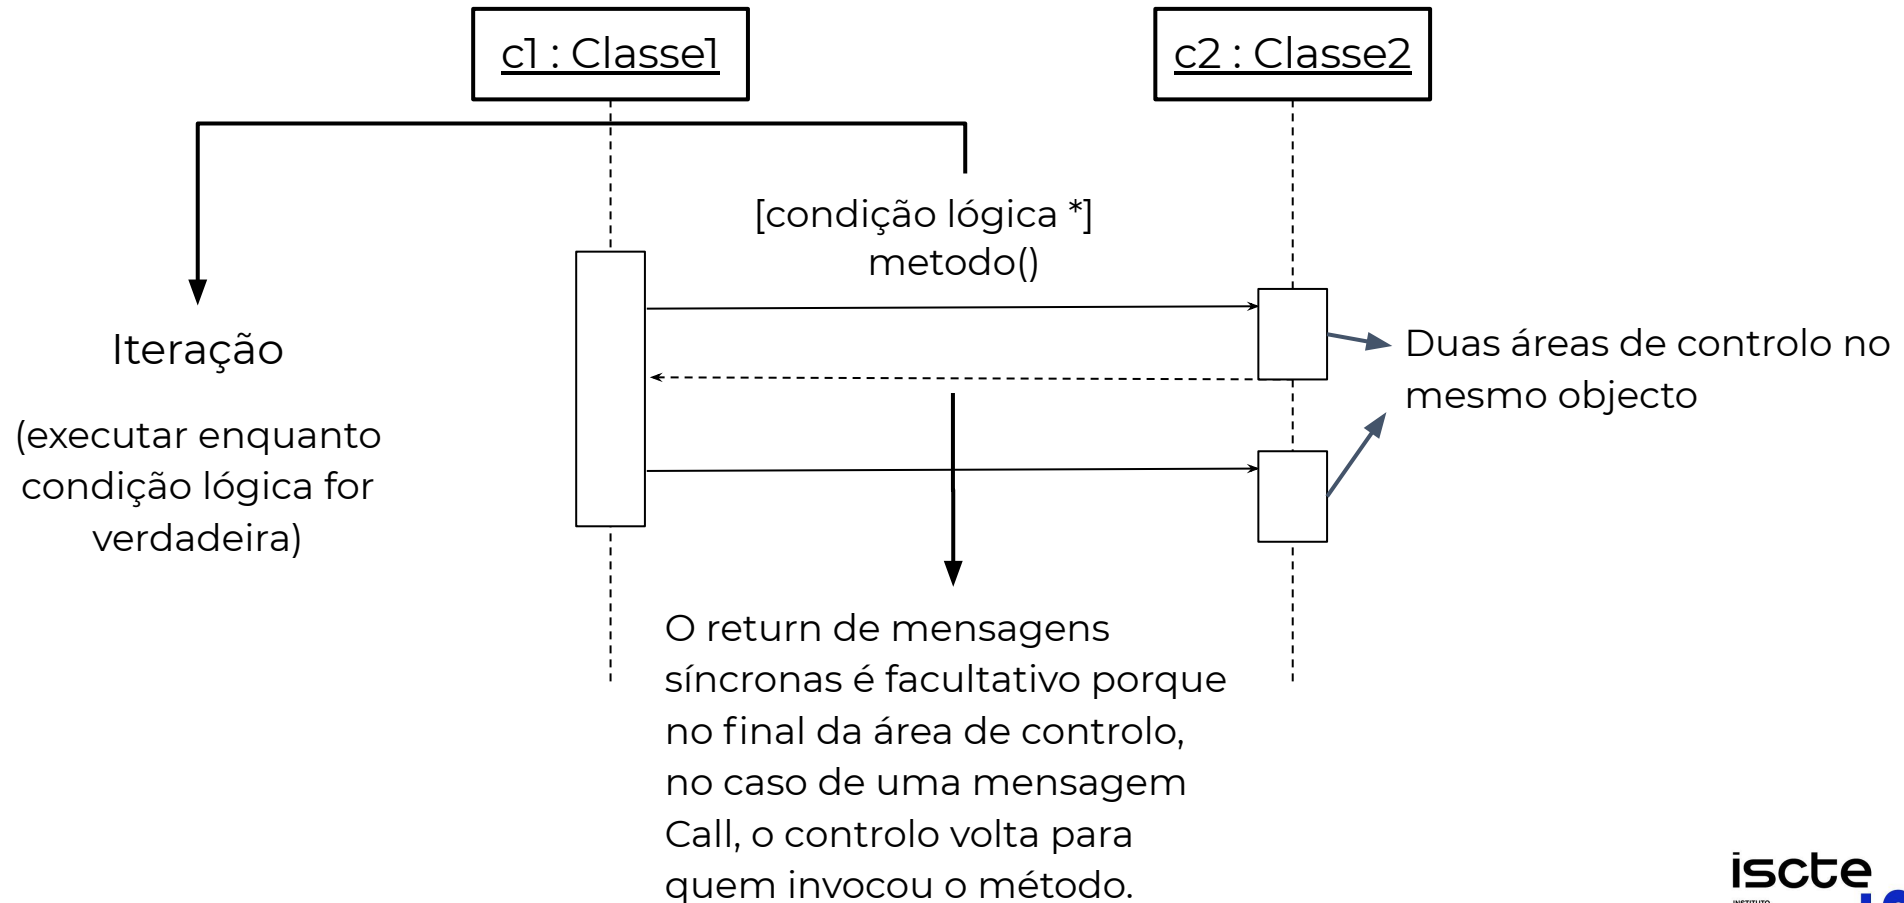 c1 : Classe1
c2 : Classe2
[condição lógica *]
metodo()
Iteração
(executar enquanto
condição lógica for
verdadeira)
Duas áreas de controlo no
mesmo objecto
O return de mensagens
síncronas é facultativo porque
no final da área de controlo,
no caso de uma mensagem
Call, o controlo volta para
quem invocou o método.
iscte
INSTITUTO